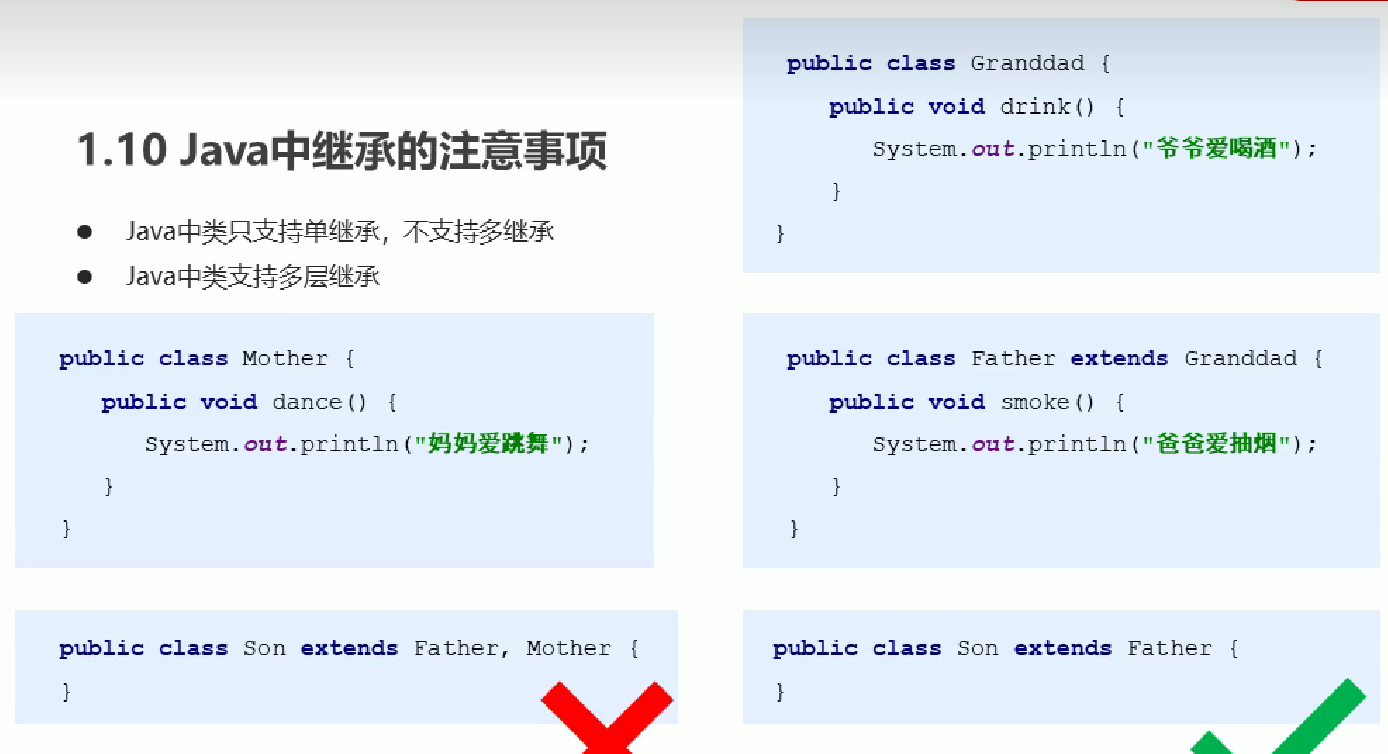 1.10 Java中继承的注意事项
● Java中类只支持单继承，不支持多继承
● Java中类支持多层继承
public class Granddad {
public void drink() {
System.out.println("爷爷爱喝酒");
}
}
public class Mother {
public void dance() {
System.out.println("妈妈爱跳舞");
}
}
public class Father extends Granddad {
public void smoke() {
System.out.println("爸爸爱抽烟");
}
}
public class Son extends Father, Mother {
}
public class Son extends Father {
}